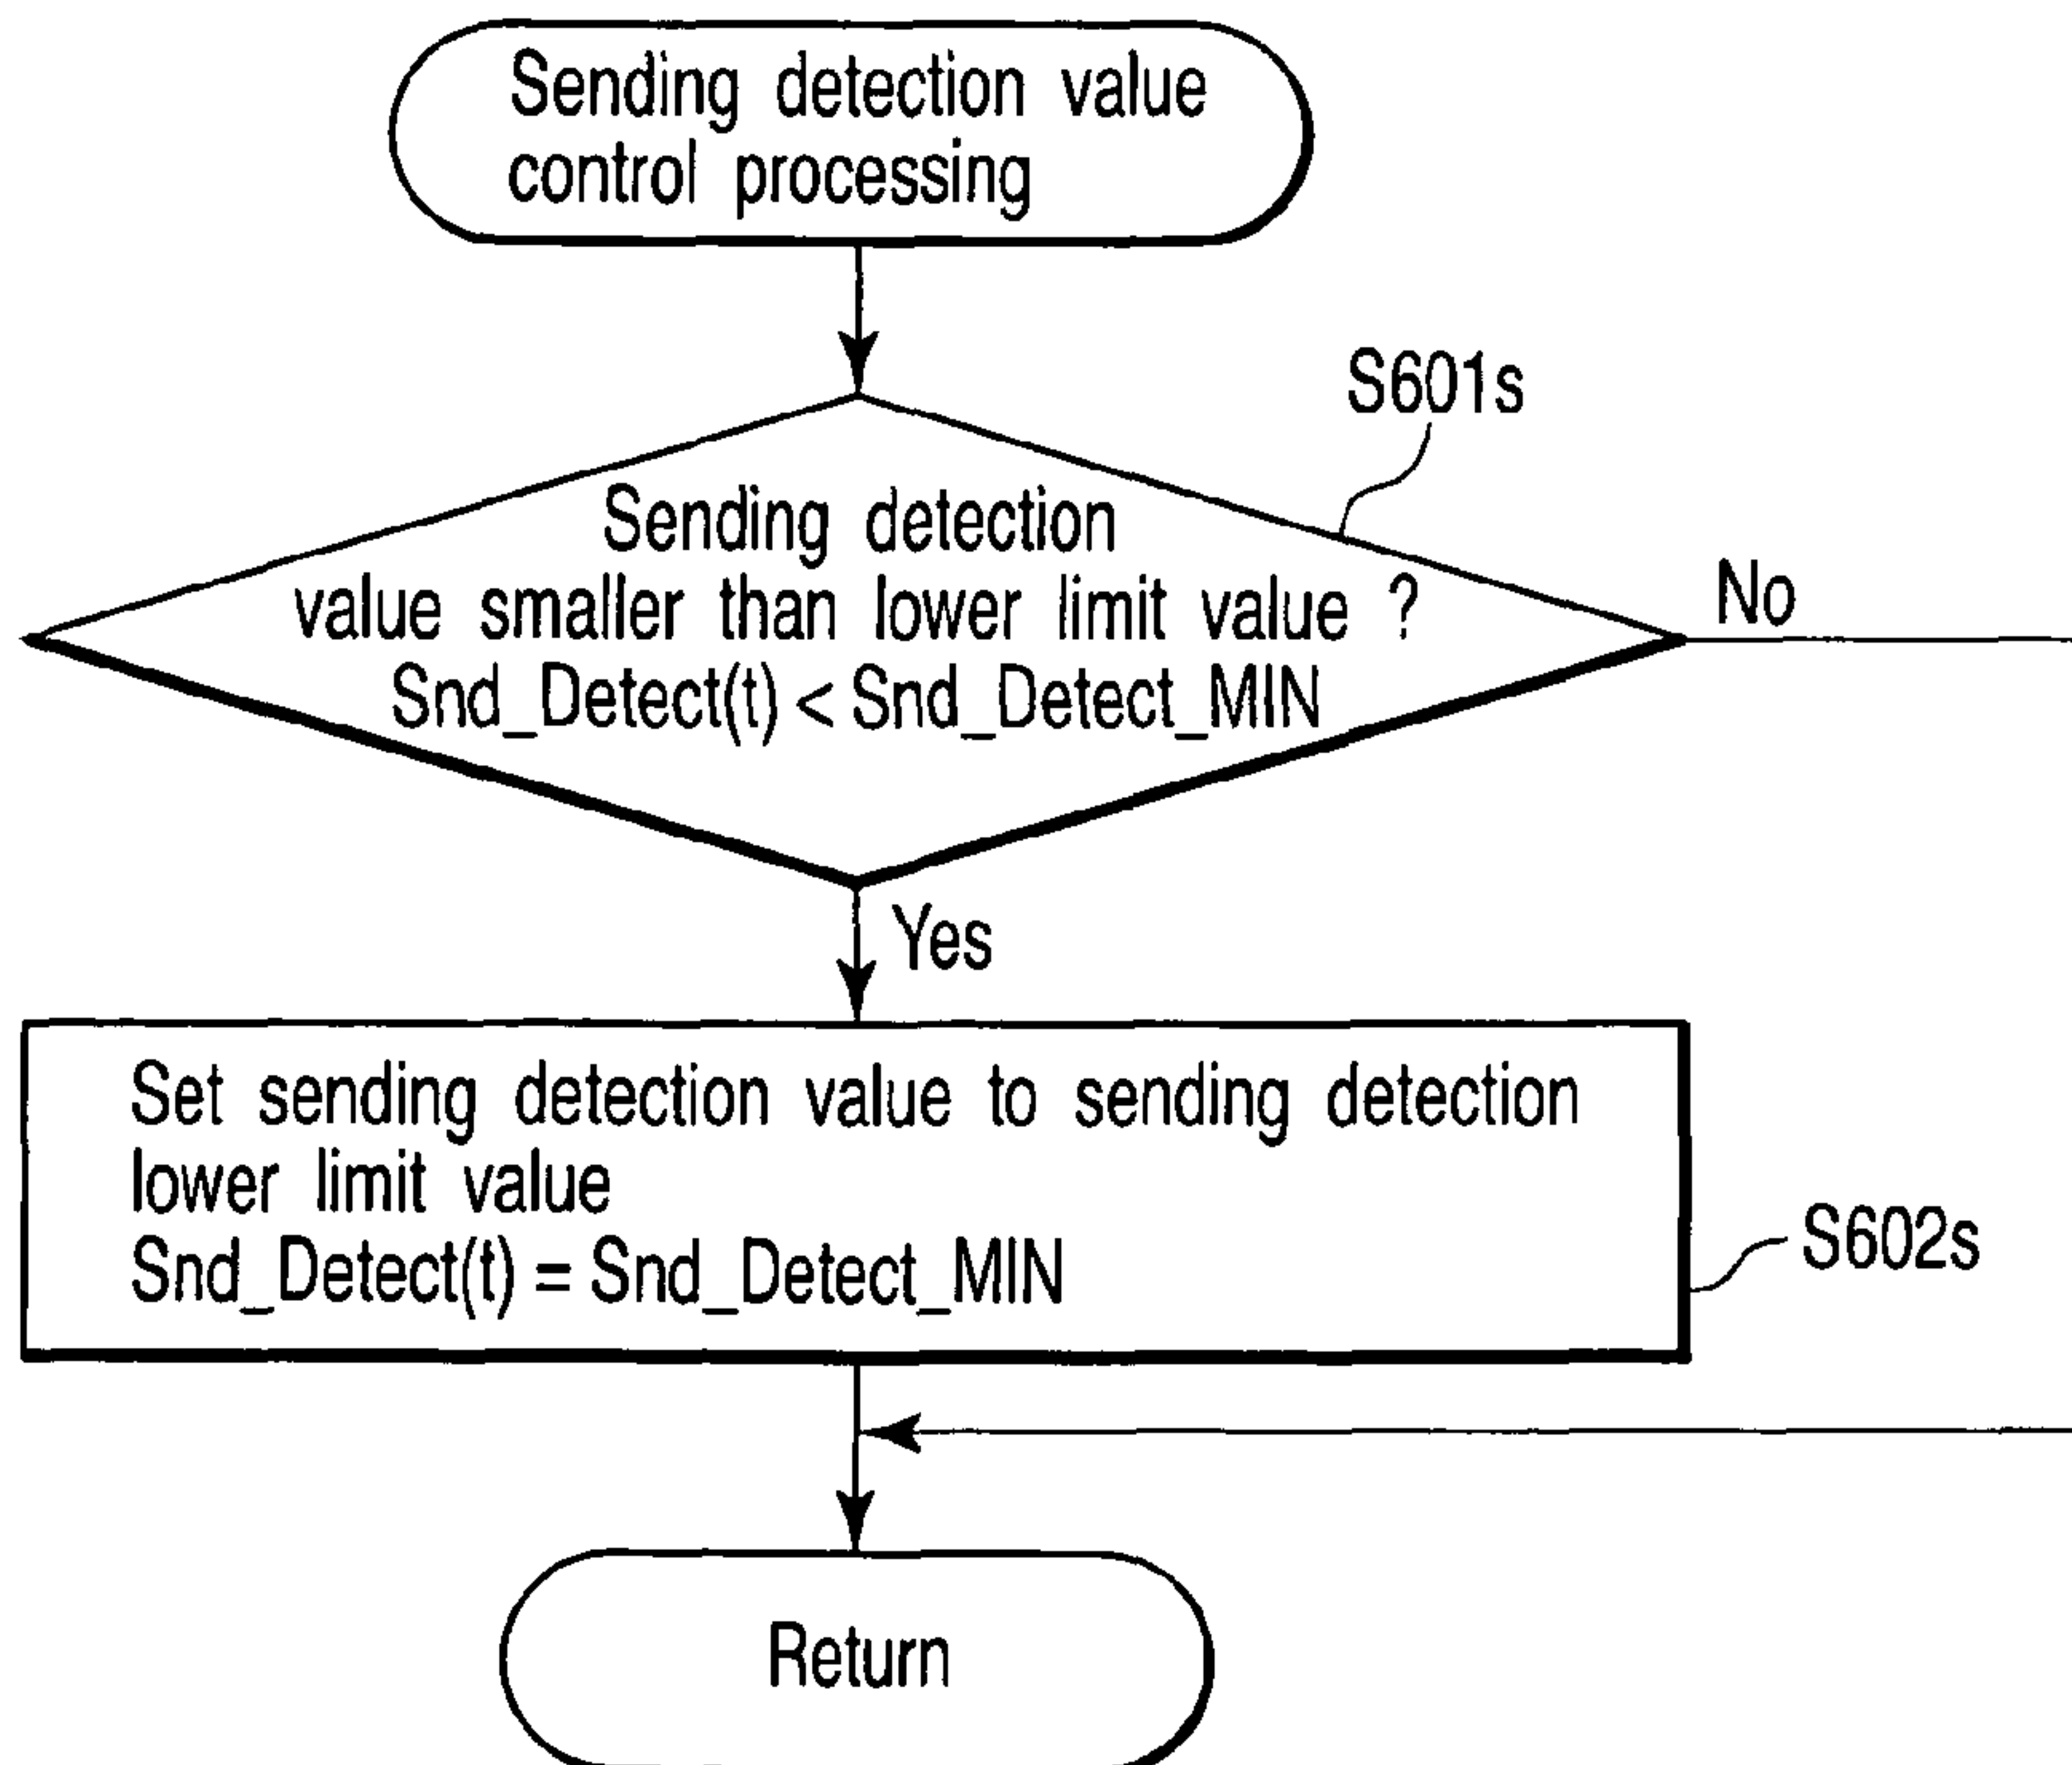 Sending detection value
control processing
S601s
Sending detection
value smaller than lower limit value ?
Snd_Detect(t) < Snd_Detect_MIN
No
Yes
Set sending detection value to sending detection
lower limit value
Snd_Detect(t) = Snd_Detect_MIN
S602s
Return